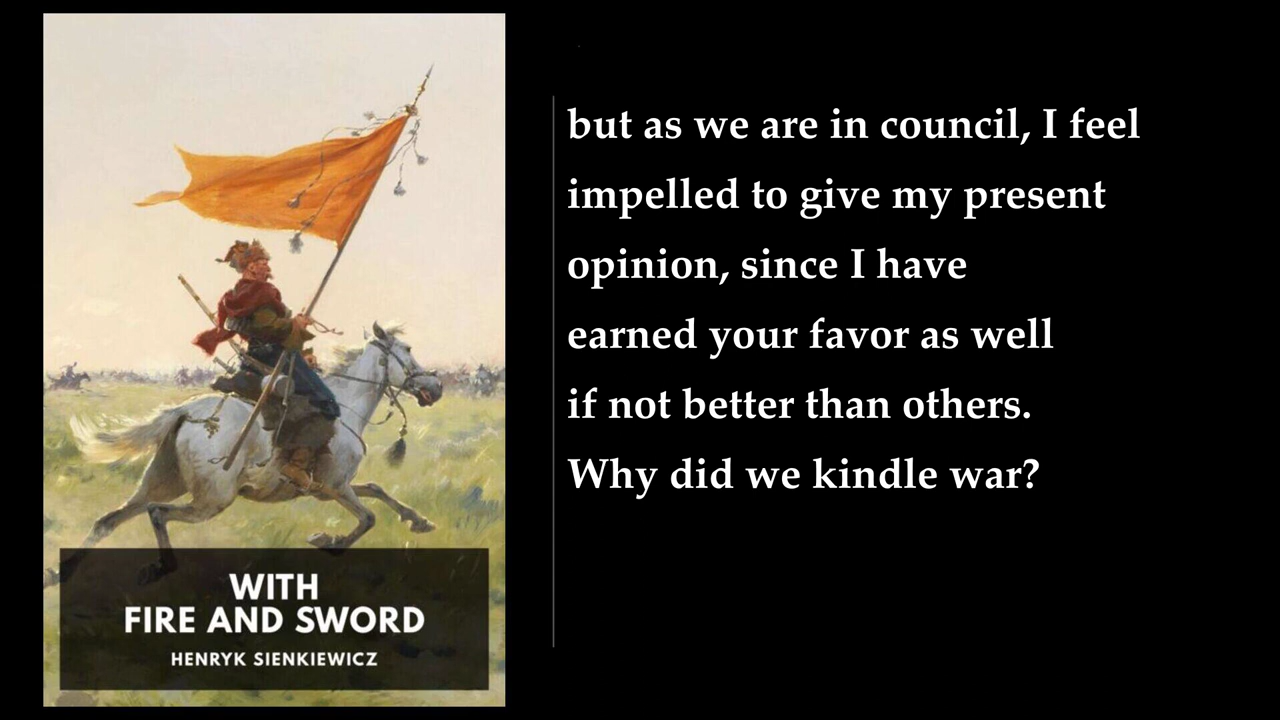 but as we are in council, I feel
impelled to give my present
opinion, since I have
earned your favor as well
if not better than others.
Why did we kindle war?
WITH
FIRE AND SWORD
HENRYK SIENKIEWICZ